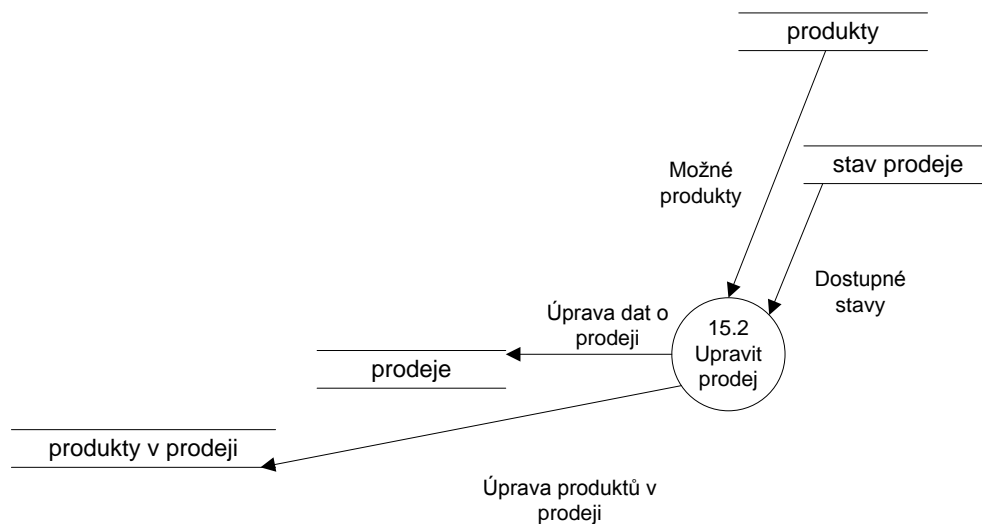 produkty
stav prodeje
Možné
produkty
Dostupné
stavy
Úprava dat o
prodeji
15.2
Upravit
prodej
prodeje
produkty v prodeji
Úprava produktů v
prodeji